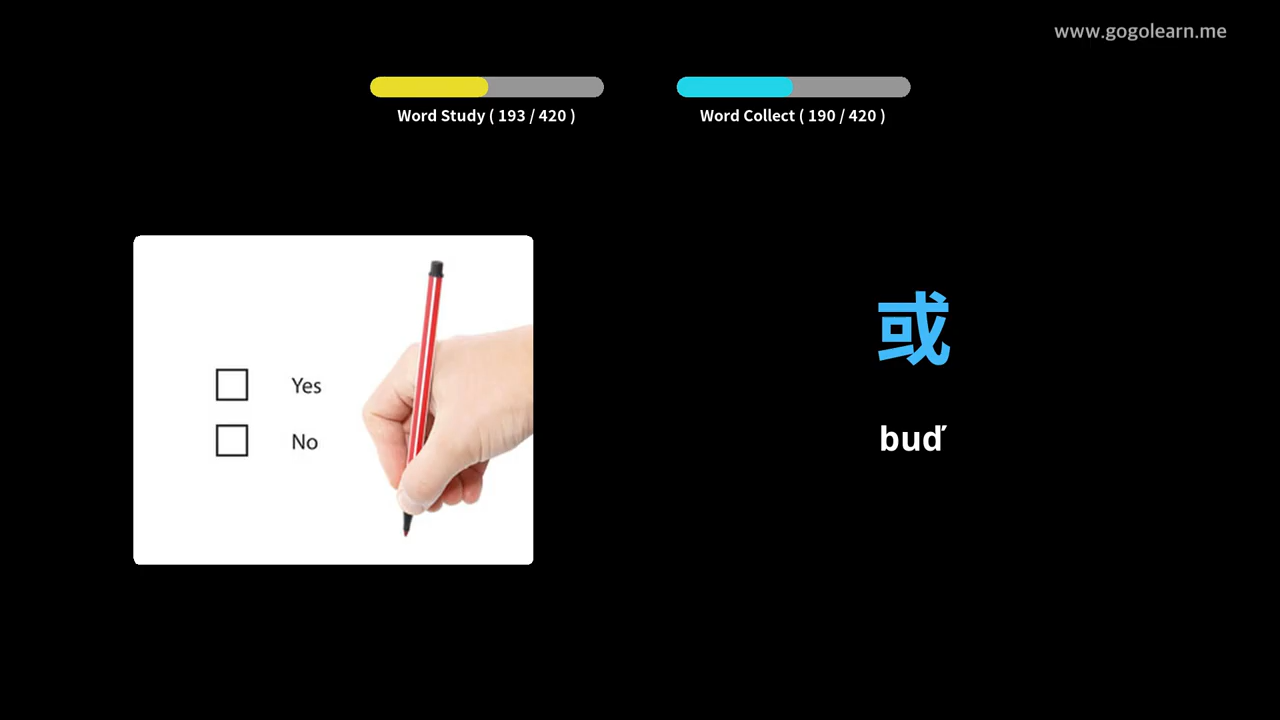 www.gogolearn.me
Word Study ( 193 / 420 )
Word Collect ( 190 / 420 )
Yes
No
或
buď